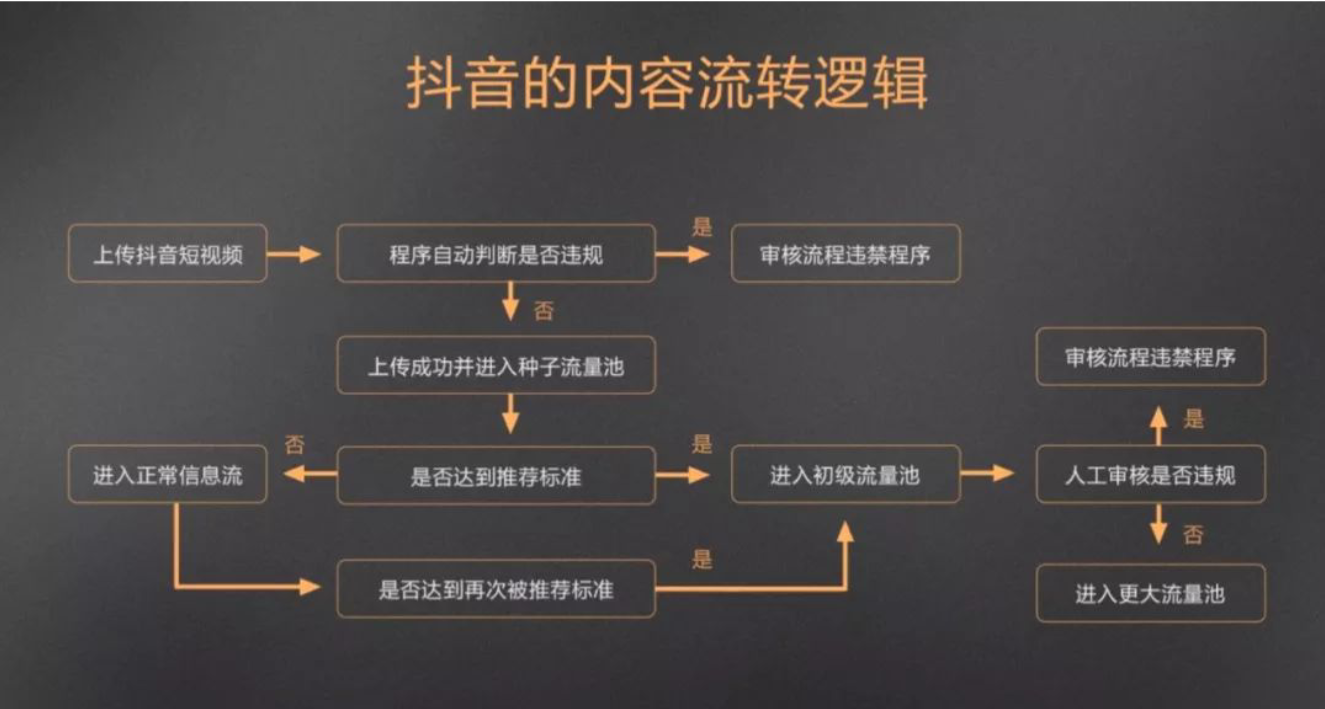 抖音的内容流转逻辑
上传抖音短视频
程序自动判断是否违规
是
审核流程违禁程序
否
上传成功并进入种子流量池
审核流程违禁程序
是
否
是
进入正常信息流
是否达到推荐标准
进入初级流量池
人工审核是否违规
否
是
是否达到再次被推荐标准
进入更大流量池